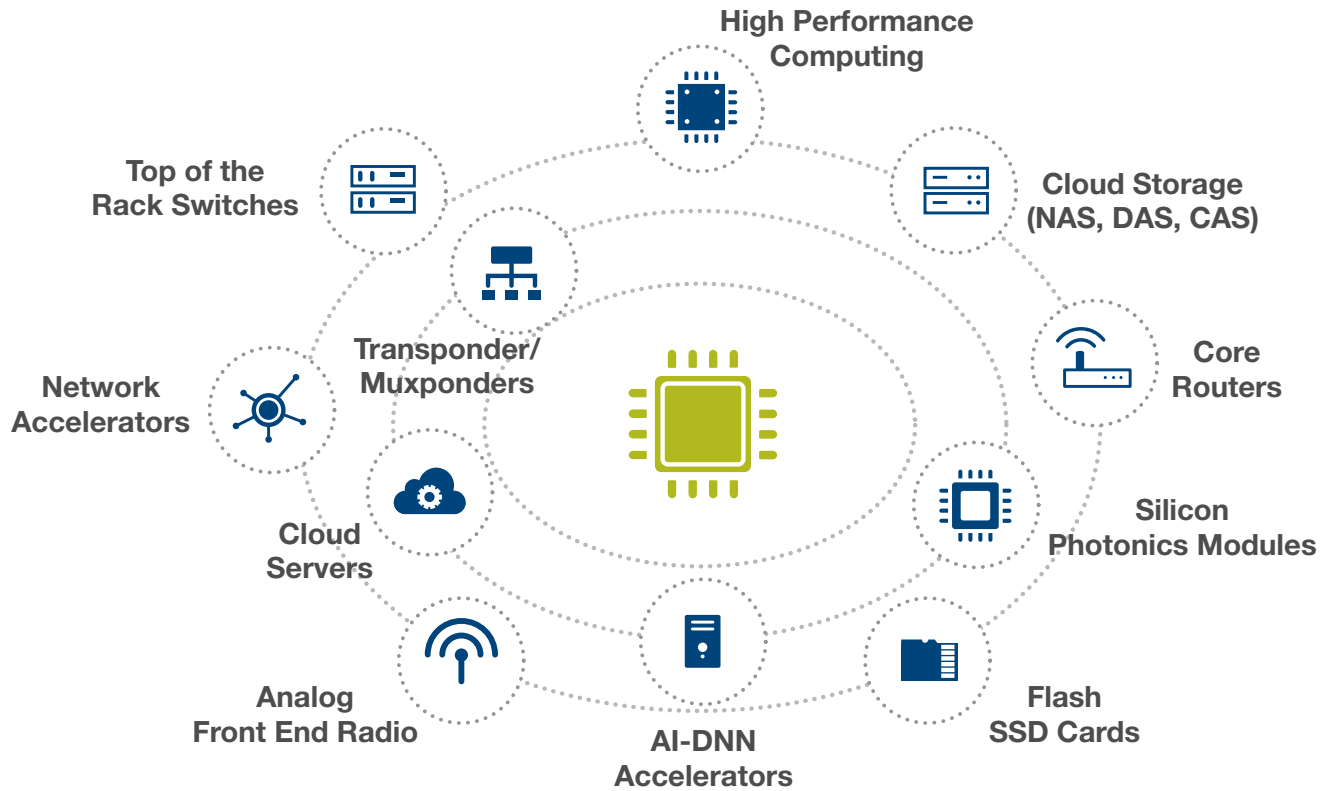 High Performance
Computing
Top of the
Rack Switches
Cloud Storage
(NAS, DAS, CAS)
Transponder/
Muxponders
Core
Routers
Network
Accelerators
Silicon
Photonics Modules
Cloud
Servers
Analog
Front End Radio
Flash
SSD Cards
AI-DNN
Accelerators